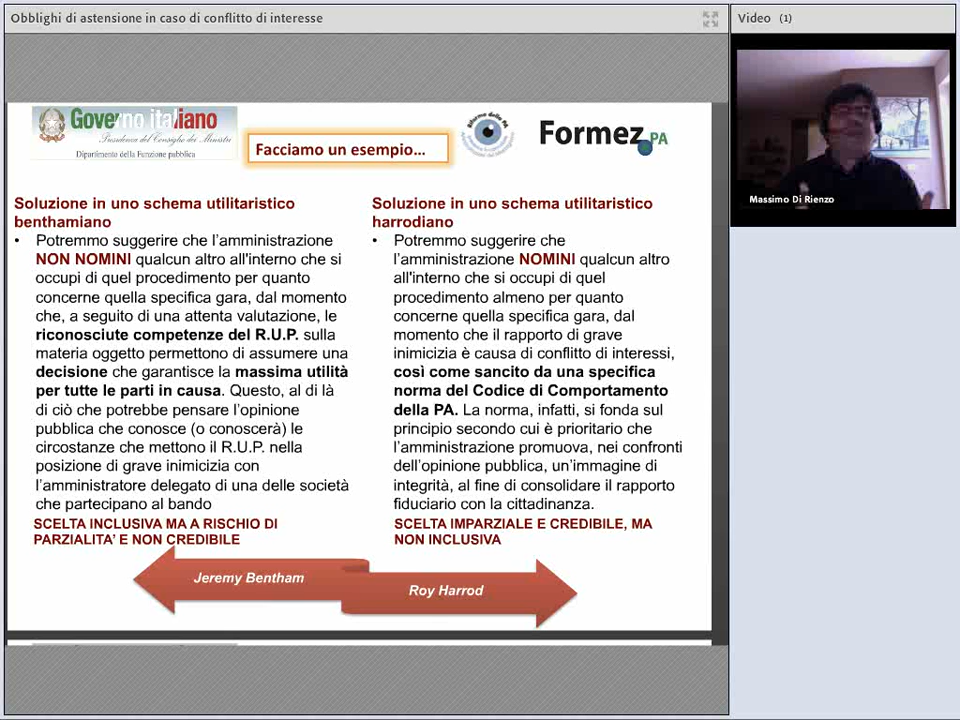 Obblighi di astensione in caso di conflitto di interesse
Video (1)
Governo italiano
Presidenza del Consiglio dei Ministri
Dipartimento della Funzione pubblica
Facciamo un esempio...
Formez PA
Massimo Di Rienzo
Soluzione in uno schema utilitaristico
benthamiano
• Potremmo suggerire che l’amministrazione
NON NOMINI qualcun altro all'interno che si
occupi di quel procedimento per quanto
concerne quella specifica gara, dal momento
che, a seguito di una attenta valutazione, le
riconosciute competenze del R.U.P. sulla
materia oggetto permettono di assumere una
decisione che garantisce la massima utilità
per tutte le parti in causa. Questo, al di là
di ciò che potrebbe pensare l’opinione
pubblica che conosce (o conoscerà) le
circostanze che mettono il R.U.P. nella
posizione di grave inimicizia con
l’amministratore delegato di una delle società
che partecipano al bando
SCELTA INCLUSIVA MA A RISCHIO DI
PARZIALITA’ E NON CREDIBILE
Soluzione in uno schema utilitaristico
harrodiano
• Potremmo suggerire che
l’amministrazione NOMINI qualcun altro
all'interno che si occupi di quel
procedimento almeno per quanto
concerne quella specifica gara, dal
momento che il rapporto di grave
inimicizia è causa di conflitto di interessi,
così come sancito da una specifica
norma del Codice di Comportamento
della PA. La norma, infatti, si fonda sul
principio secondo cui è prioritario che
l’amministrazione promuova, nei confronti
dell’opinione pubblica, un’immagine di
integrità, al fine di consolidare il rapporto
fiduciario con la cittadinanza.
SCELTA IMPARZIALE E CREDIBILE, MA
NON INCLUSIVA
Jeremy Bentham
Roy Harrod